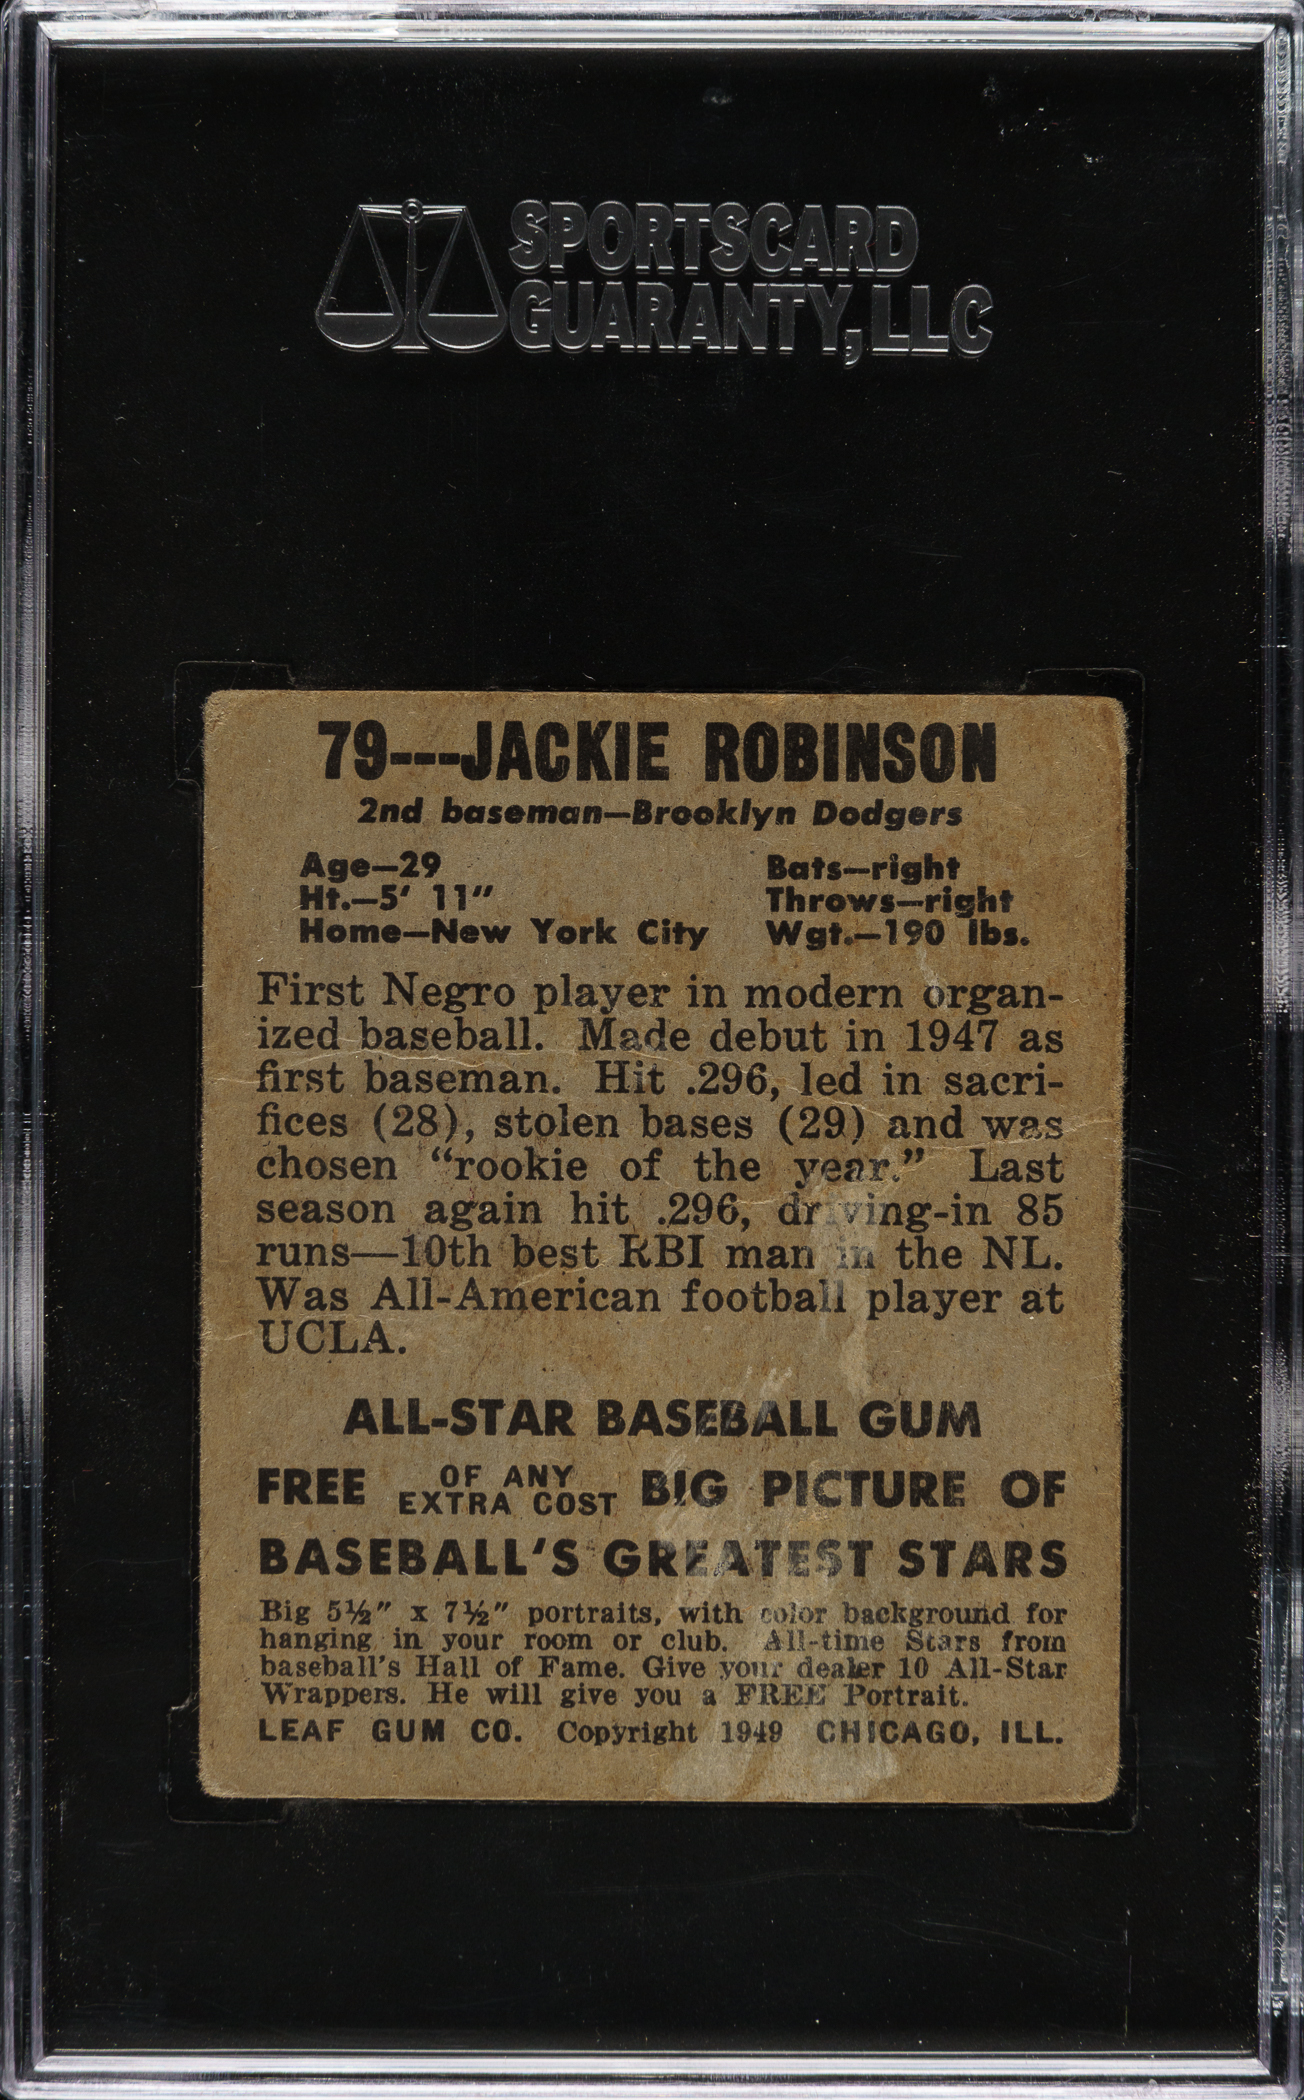 SPORTSCARD
GUARANTY, LLC
79---JACKIE ROBINSON
2nd baseman—Brooklyn Dodgers
Age—29
Ht.—5' 11"
Home—New York City
Bats—right
Throws—right
Wgt.—190 lbs.
First Negro player in modern organ-
ized baseball. Made debut in 1947 as
first baseman. Hit .296, led in sacri-
fices (28), stolen bases (29) and was
chosen “rookie of the year.” Last
season again hit .296, driving-in 85
runs—10th best RBI man in the NL.
Was All-American football player at
UCLA.
ALL-STAR BASEBALL GUM
FREE OF ANY EXTRA COST BIG PICTURE OF
BASEBALL'S GREATEST STARS
Big 5½" x 7½" portraits, with color background for
hanging in your room or club. All-time Stars from
baseball's Hall of Fame. Give your dealer 10 All-Star
Wrappers. He will give you a FREE Portrait.
LEAF GUM CO. Copyright 1949 CHICAGO, ILL.